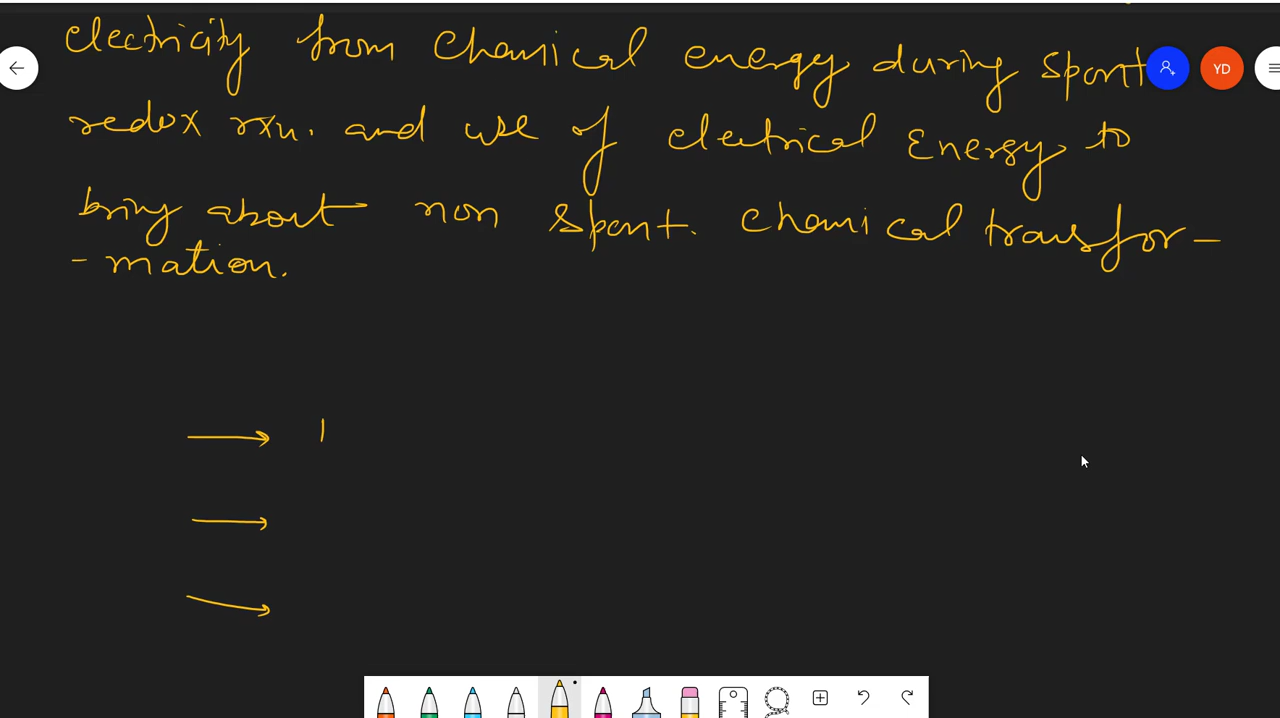 electricity from chemical energy during spont
redox rxn. and use of electrical Energy to
bring about non spont. chemical transfor-
-mation.
YD